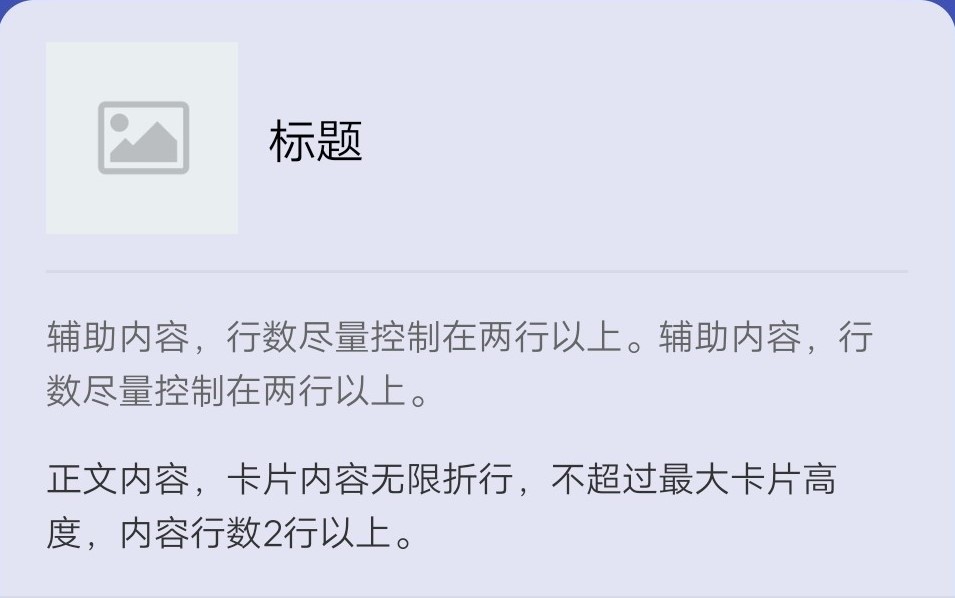 标题
辅助内容，行数尽量控制在两行以上。辅助内容，行
数尽量控制在两行以上。
正文内容，卡片内容无限折行，不超过最大卡片高
度，内容行数2行以上。